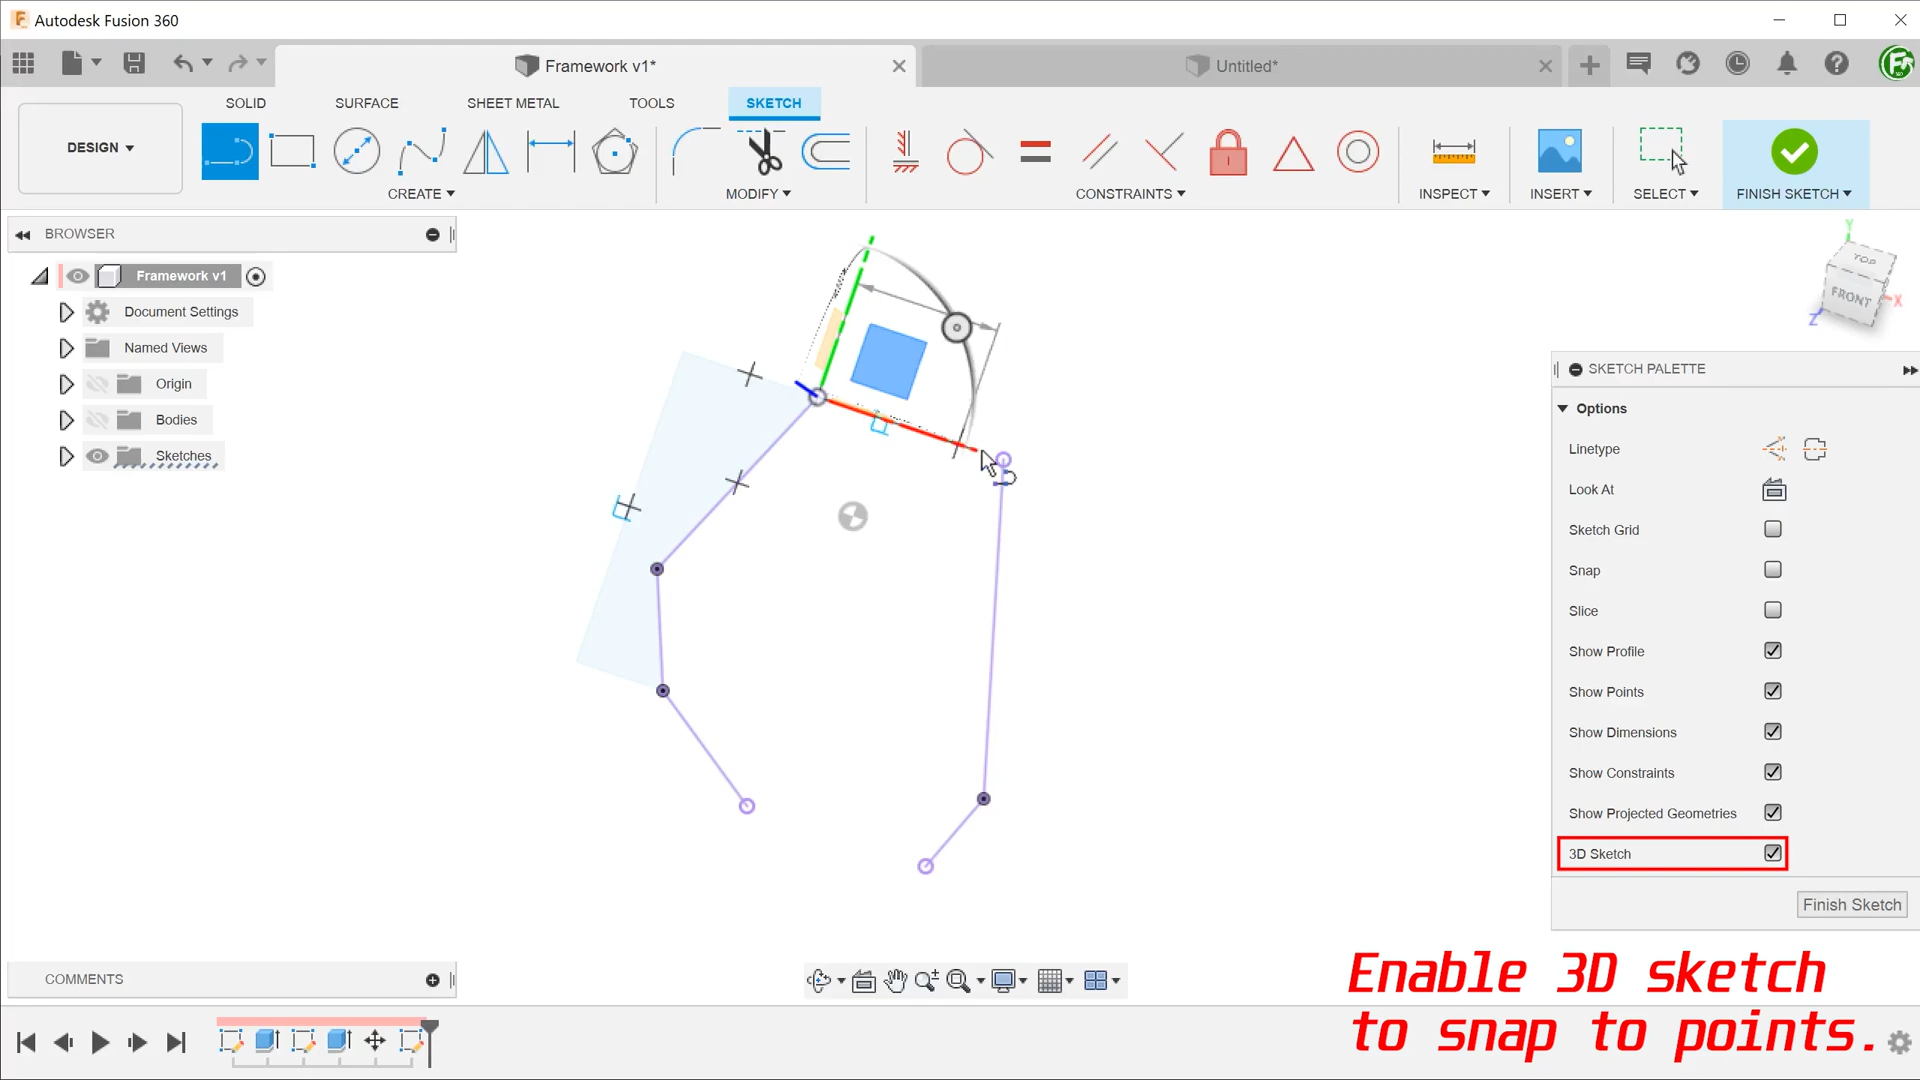 Autodesk Fusion 360
Framework v1*
Untitled*
DESIGN
SOLID
SURFACE
SHEET METAL
TOOLS
SKETCH
CREATE
MODIFY
CONSTRAINTS
INSPECT
INSERT
SELECT
FINISH SKETCH
BROWSER
Framework v1
Document Settings
Named Views
Origin
Bodies
Sketches
Y
TOP
FRONT
X
Z
SKETCH PALETTE
Options
Linetype
Look At
Sketch Grid
Snap
Slice
Show Profile
Show Points
Show Dimensions
Show Constraints
Show Projected Geometries
3D Sketch
Finish Sketch
COMMENTS
Enable 3D sketch
to snap to points.